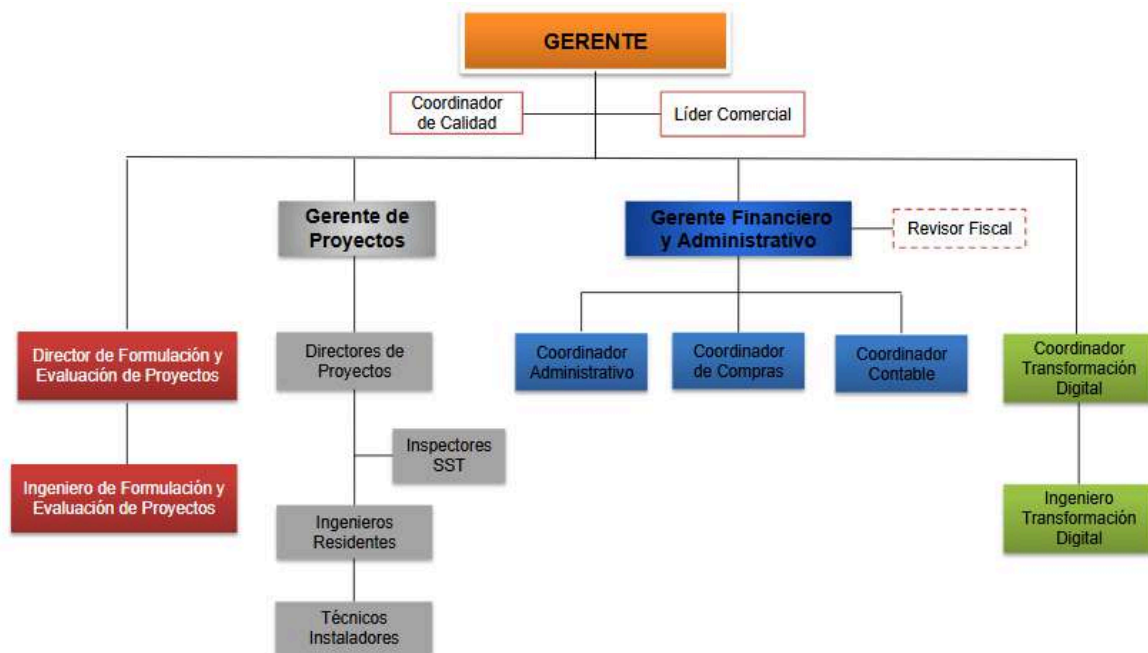 GERENTE
Coordinador
de Calidad
Líder Comercial
Gerente de
Proyectos
Gerente Financiero
y Administrativo
Revisor Fiscal
Director de Formulación y
Evaluación de Proyectos
Directores de
Proyectos
Coordinador
Administrativo
Coordinador
de Compras
Coordinador
Contable
Coordinador
Transformación
Digital
Inspectores
SST
Ingeniero de Formulación y
Evaluación de Proyectos
Ingenieros
Residentes
Ingeniero
Transformación
Digital
Técnicos
Instaladores